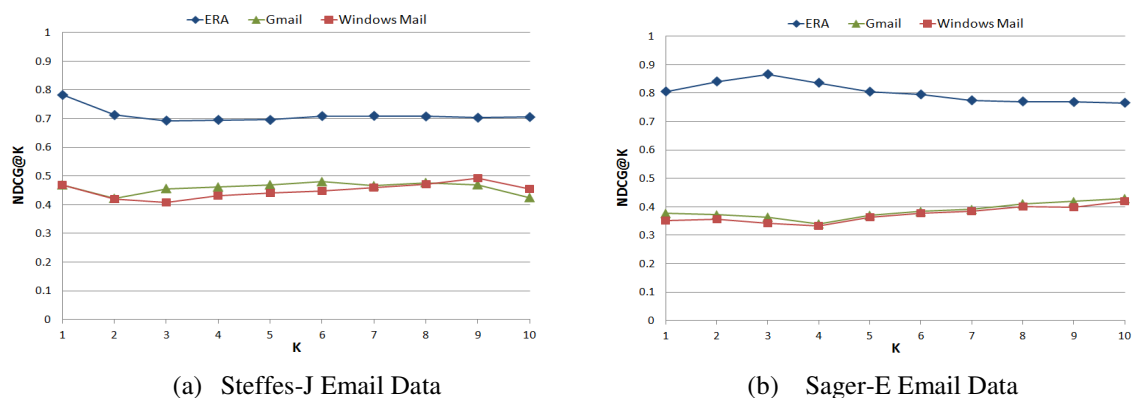 ERA Gmail Windows Mail
1
0.9
0.8
0.7
0.6
0.5
0.4
0.3
0.2
0.1
0
NDCG@K
1 2 3 4 5 6 7 8 9 10
K
(a) Steffes-J Email Data
ERA Gmail Windows Mail
1
0.9
0.8
0.7
0.6
0.5
0.4
0.3
0.2
0.1
0
NDCG@K
1 2 3 4 5 6 7 8 9 10
K
(b) Sager-E Email Data